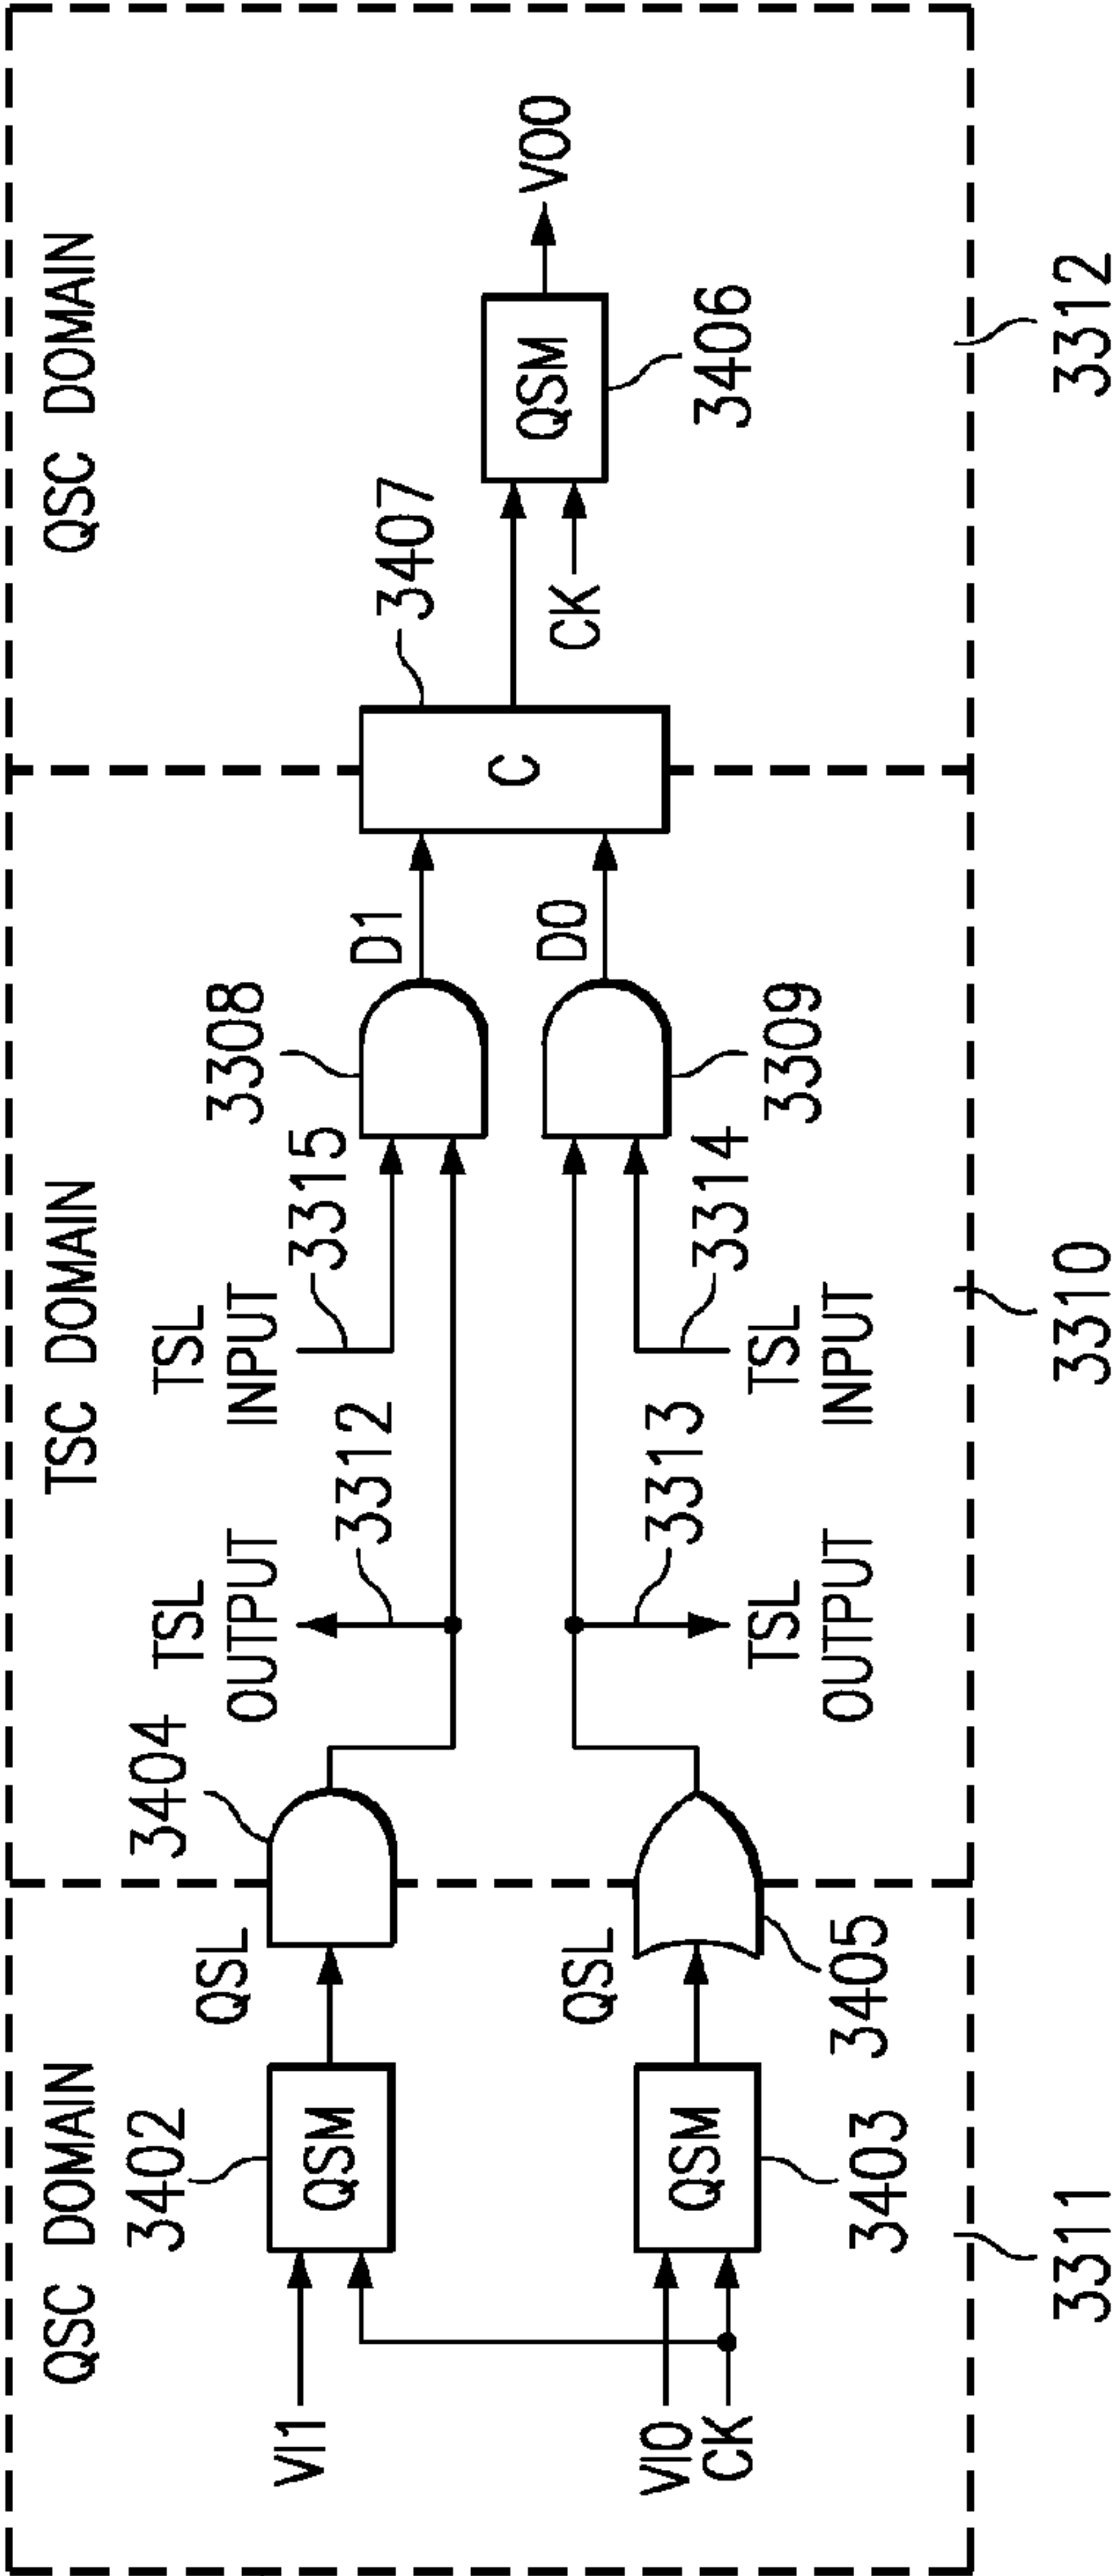 QSC DOMAIN
TSC DOMAIN
QSC DOMAIN
3402
QSL
3404
TSL
OUTPUT
3312
TSL
INPUT
3315
3308
D1
3407
VI1
QSM
C
QSM
VOO
CK
3406
QSL
D0
VI0
CK
QSM
3403
3405
3313
TSL
OUTPUT
3314
TSL
INPUT
3309
3311
3310
3312